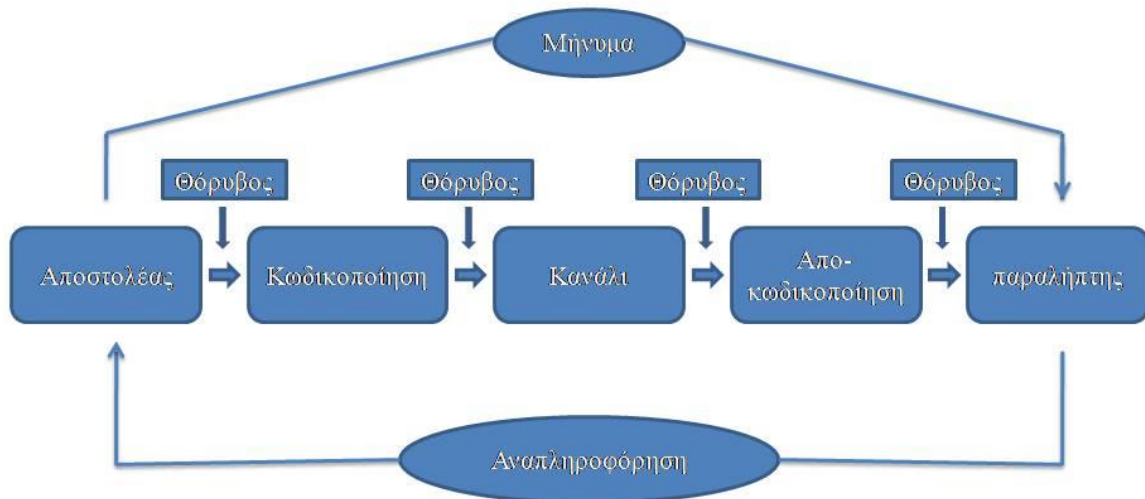 Μήνυμα
Θόρυβος
Θόρυβος
Θόρυβος
Θόρυβος
Αποστολέας
Κωδικοποίηση
Κανάλι
Απο-
κωδικοποίηση
παραλήπτης
Αναπληροφόρηση